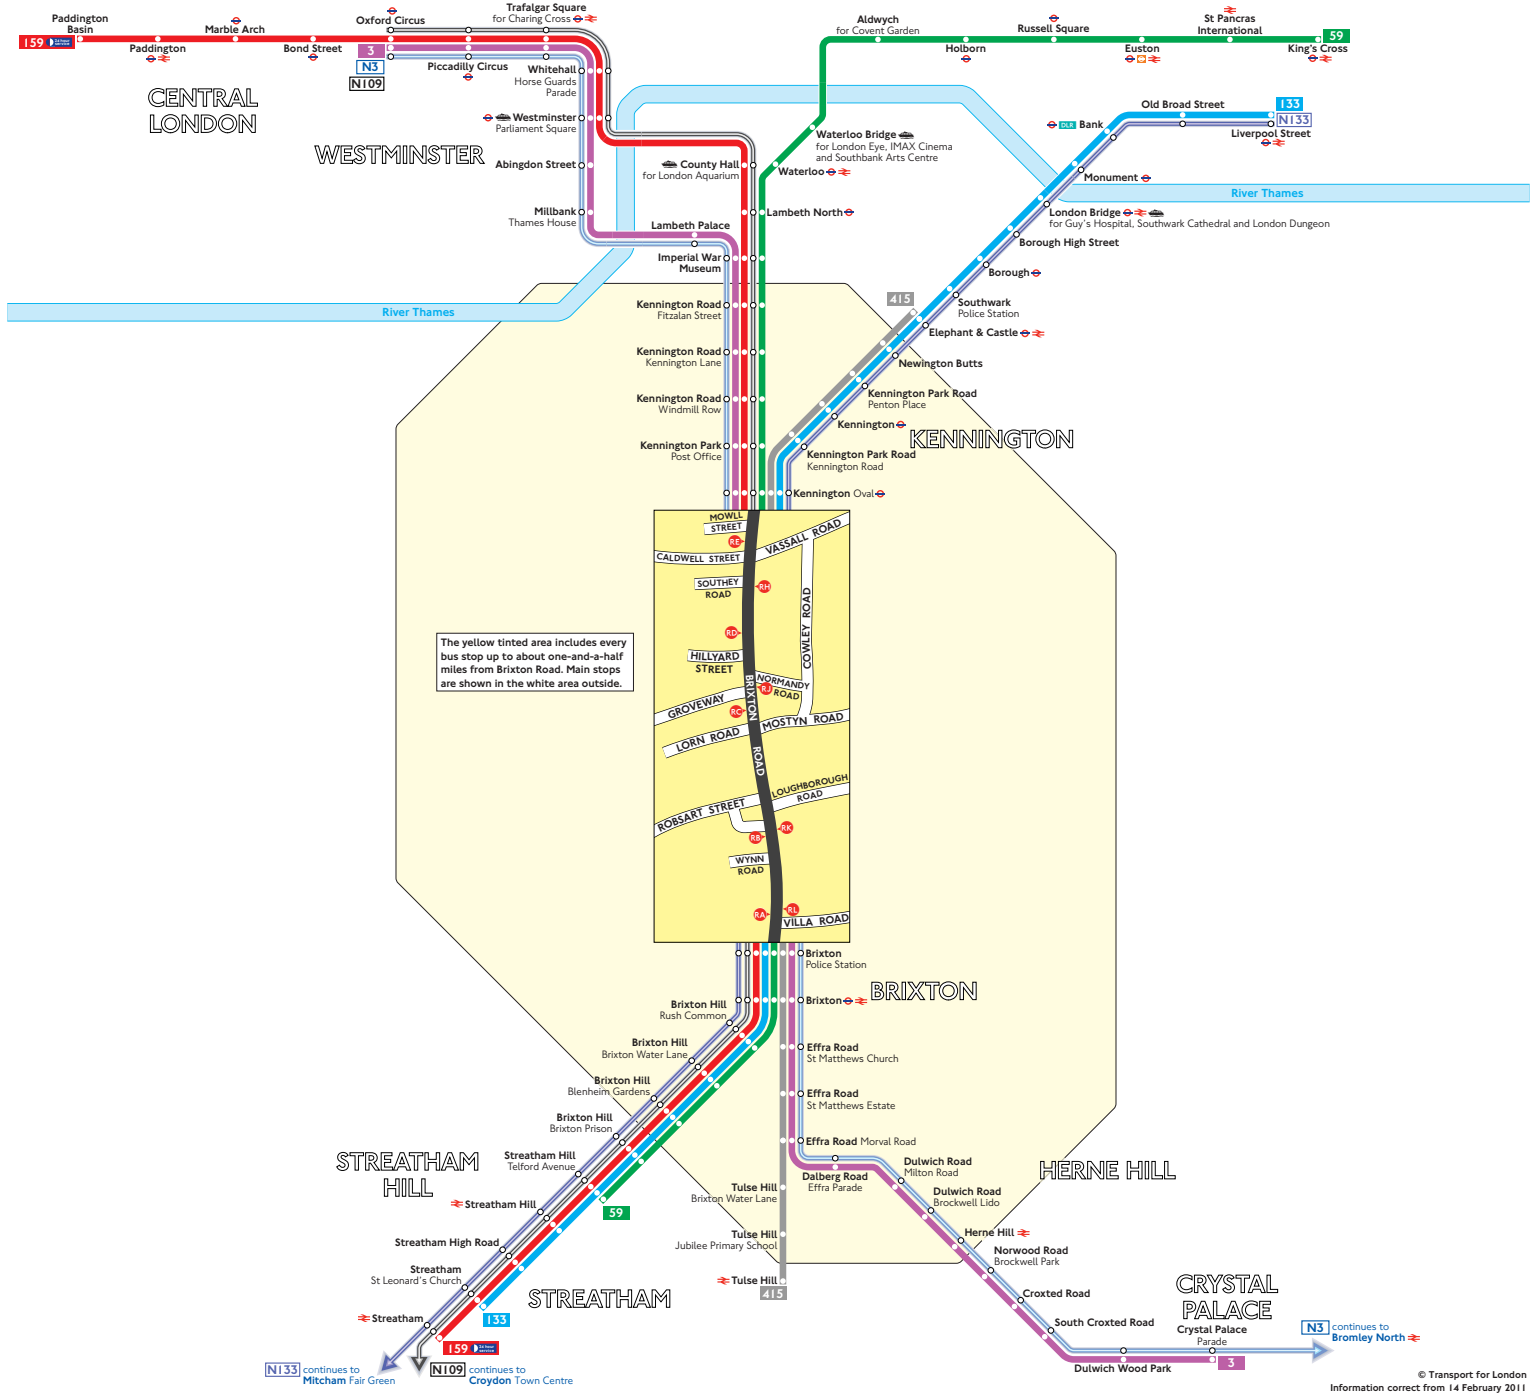 Paddington
Basin
159
24 hour
service
Paddington
Marble Arch
Bond Street
Oxford Circus
3
N3
N109
Piccadilly Circus
Trafalgar Square
for Charing Cross
Whitehall
Horse Guards
Parade
Westminster
Parliament Square
Abingdon Street
Millbank
Thames House
CENTRAL
LONDON
WESTMINSTER
County Hall
for London Aquarium
Lambeth Palace
Imperial War
Museum
Kennington Road
Fitzalan Street
Kennington Road
Kennington Lane
Kennington Road
Windmill Row
Kennington Park
Post Office
River Thames
Aldwych
for Covent Garden
Holborn
Russell Square
Euston
St Pancras
International
59
King's Cross
Waterloo Bridge
for London Eye, IMAX Cinema
and Southbank Arts Centre
Waterloo
Lambeth North
133
N133
Old Broad Street
Liverpool Street
DLR Bank
Monument
River Thames
London Bridge
for Guy's Hospital, Southwark Cathedral and London Dungeon
Borough High Street
Borough
415
Southwark
Police Station
Elephant & Castle
Newington Butts
Kennington Park Road
Penton Place
Kennington
KENNINGTON
Kennington Park Road
Kennington Road
Kennington Oval
MOWLL
STREET
RE
CALDWELL STREET
VASSALL ROAD
SOUTHEY
ROAD
RH
COWLEY ROAD
RD
HILLYARD
STREET
BRIXTON ROAD
NORMANDY
ROAD
RJ
GROVEWAY
RC
LORN ROAD
MOSTYN ROAD
LOUGHBOROUGH
ROAD
ROBSART STREET
RK
RB
WYNN
ROAD
RL
RA
VILLA ROAD
The yellow tinted area includes every
bus stop up to about one-and-a-half
miles from Brixton Road. Main stops
are shown in the white area outside.
Brixton
Police Station
BRIXTON
Brixton
Brixton Hill
Rush Common
Brixton Hill
Brixton Water Lane
Brixton Hill
Blenheim Gardens
Brixton Hill
Brixton Prison
Streatham Hill
Telford Avenue
STREATHAM
HILL
Streatham Hill
59
Streatham High Road
Streatham
St Leonard's Church
STREATHAM
Streatham
133
159
24 hour
service
N133 continues to
Mitcham Fair Green
N109 continues to
Croydon Town Centre
Effra Road
St Matthews Church
Effra Road
St Matthews Estate
Effra Road Morval Road
Dalberg Road
Effra Parade
Tulse Hill
Brixton Water Lane
Tulse Hill
Jubilee Primary School
Tulse Hill
415
Dulwich Road
Milton Road
HERNE HILL
Dulwich Road
Brockwell Lido
Herne Hill
Norwood Road
Brockwell Park
Croxted Road
South Croxted Road
CRYSTAL
PALACE
Crystal Palace
Parade
Dulwich Wood Park
3
N3 continues to
Bromley North
© Transport for London
Information correct from 14 February 2011